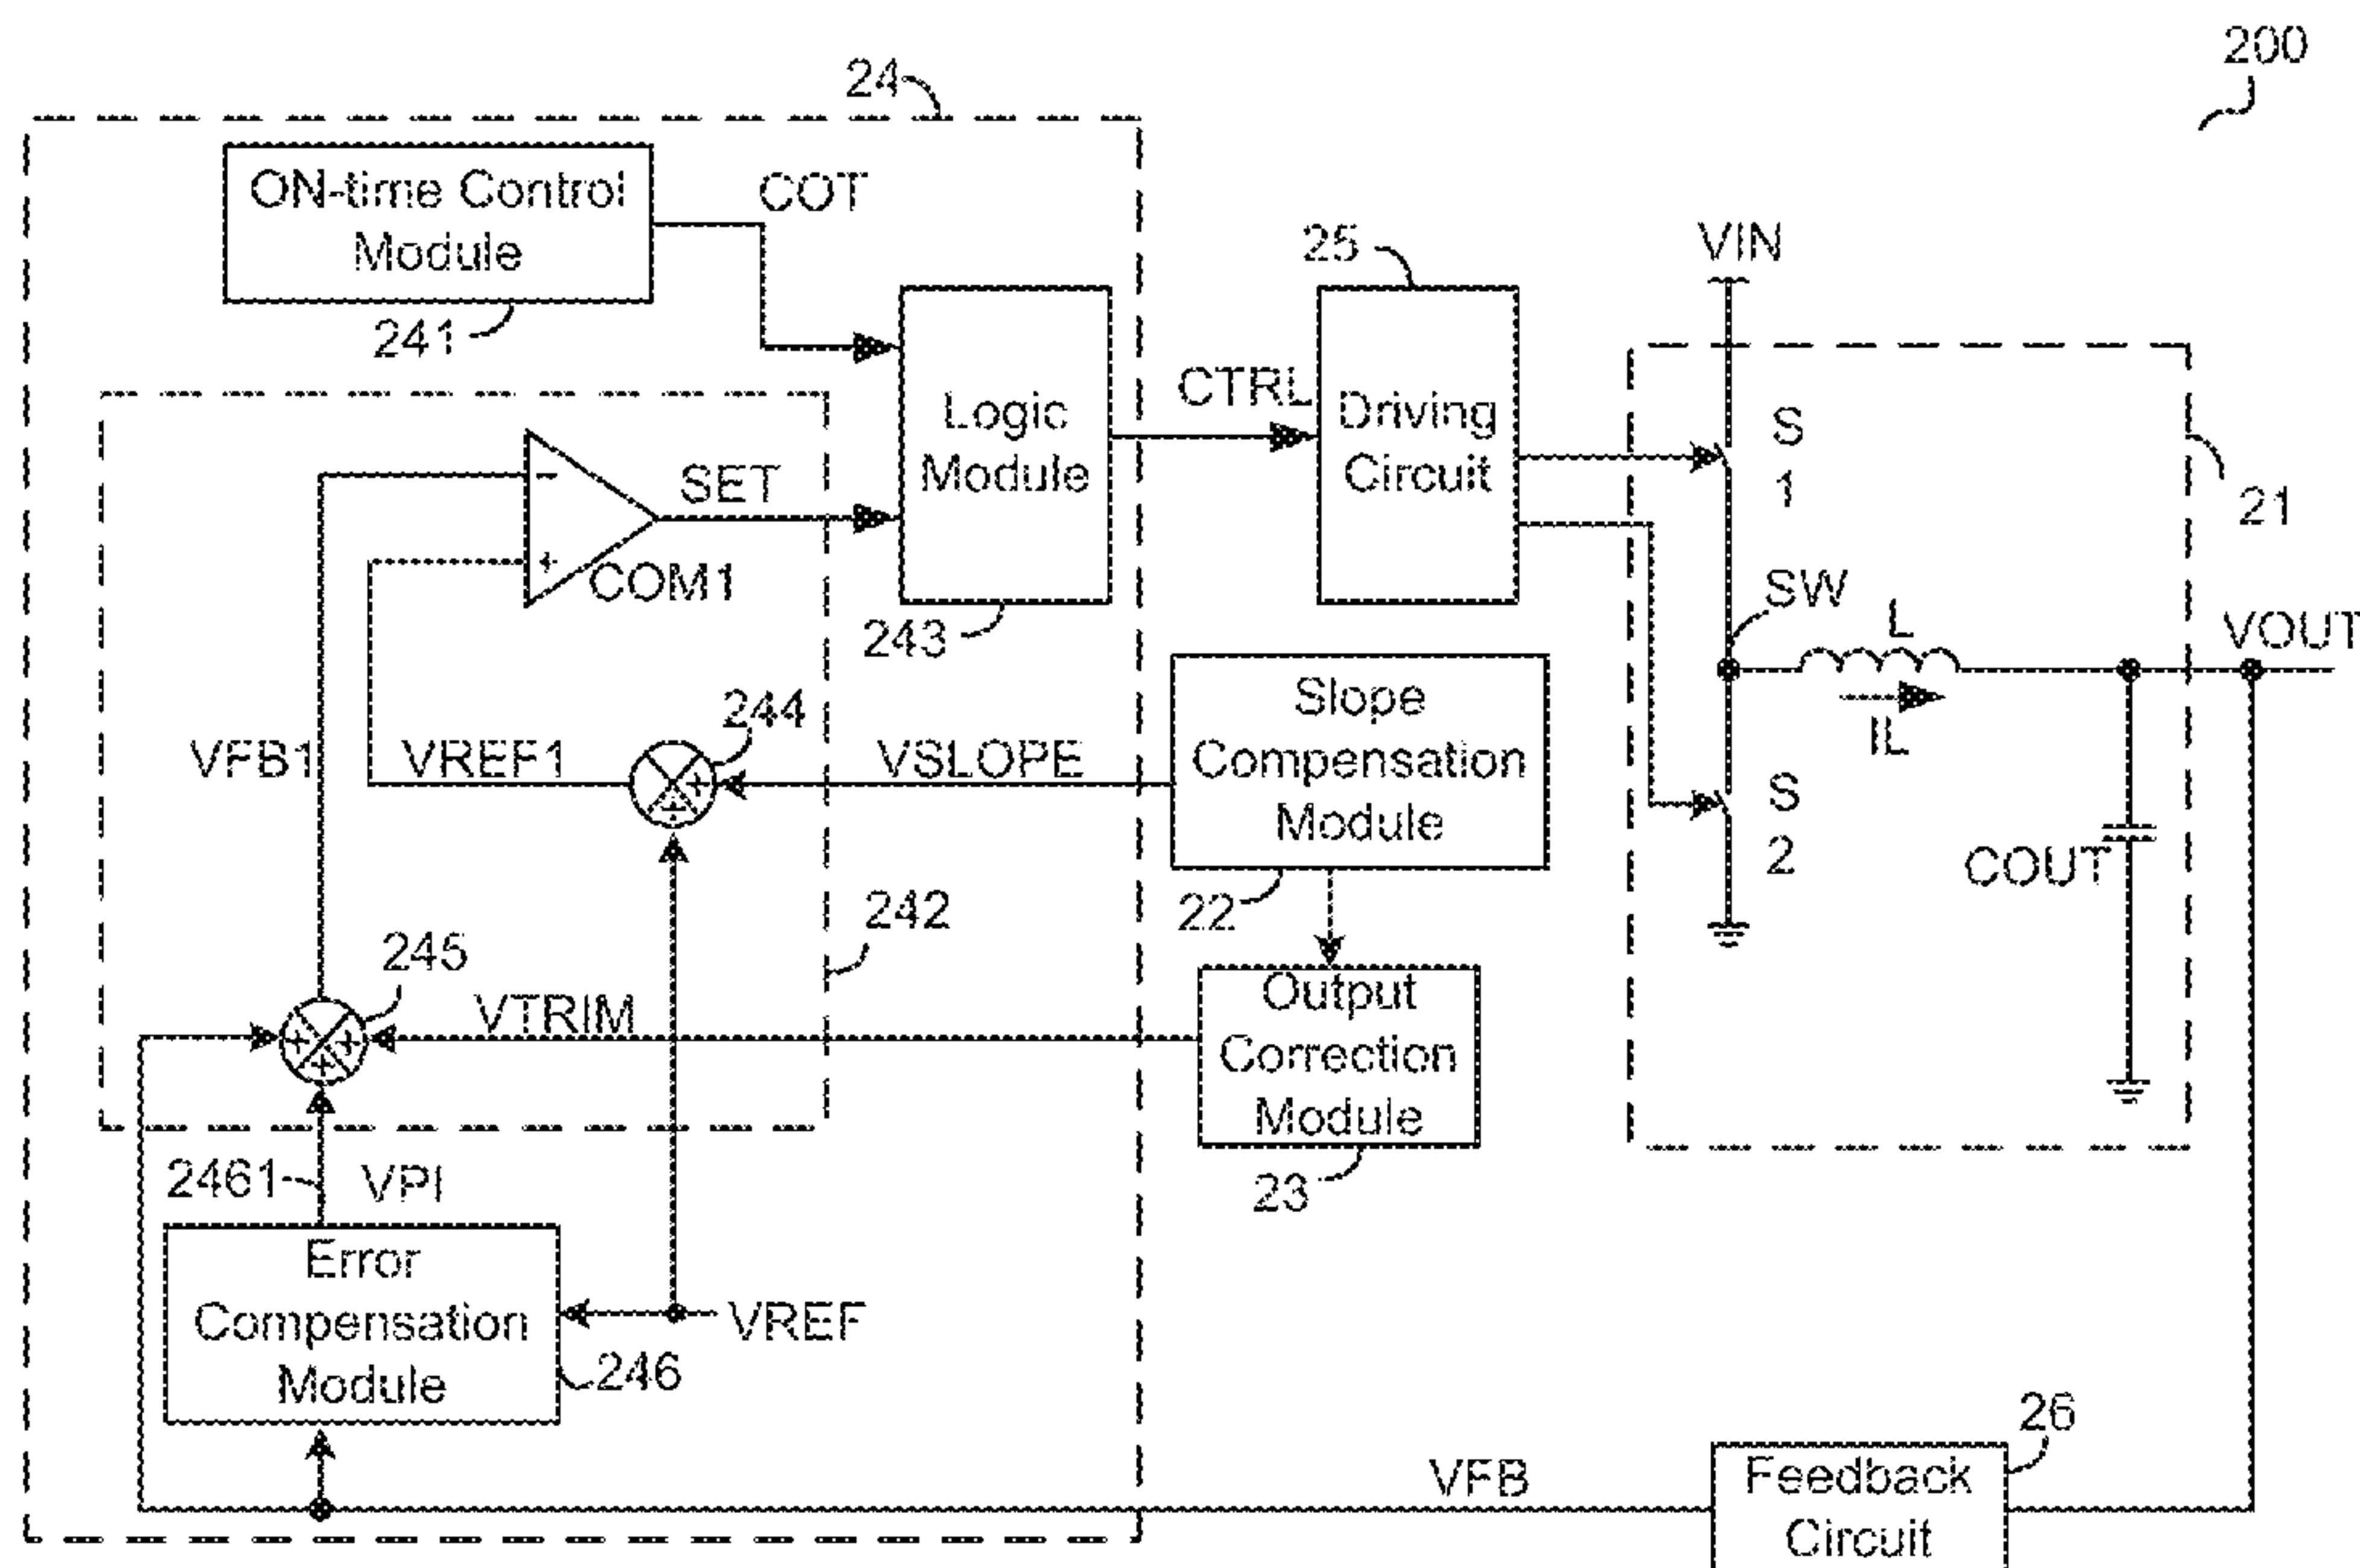 200
24
ON-time Control
Module
COT
241
25
VIN
Logic
Module
CTRL
Driving
Circuit
S
1
21
-
SET
+
COM1
243
SW
L
VOUT
IL
244
Slope
Compensation
Module
VFB1
VREF1
VSLOPE
+
+
S
2
COUT
22
242
245
VTRIM
+
+
+
Output
Correction
Module
23
2461
VPI
Error
Compensation
Module
VREF
246
26
VFB
Feedback
Circuit